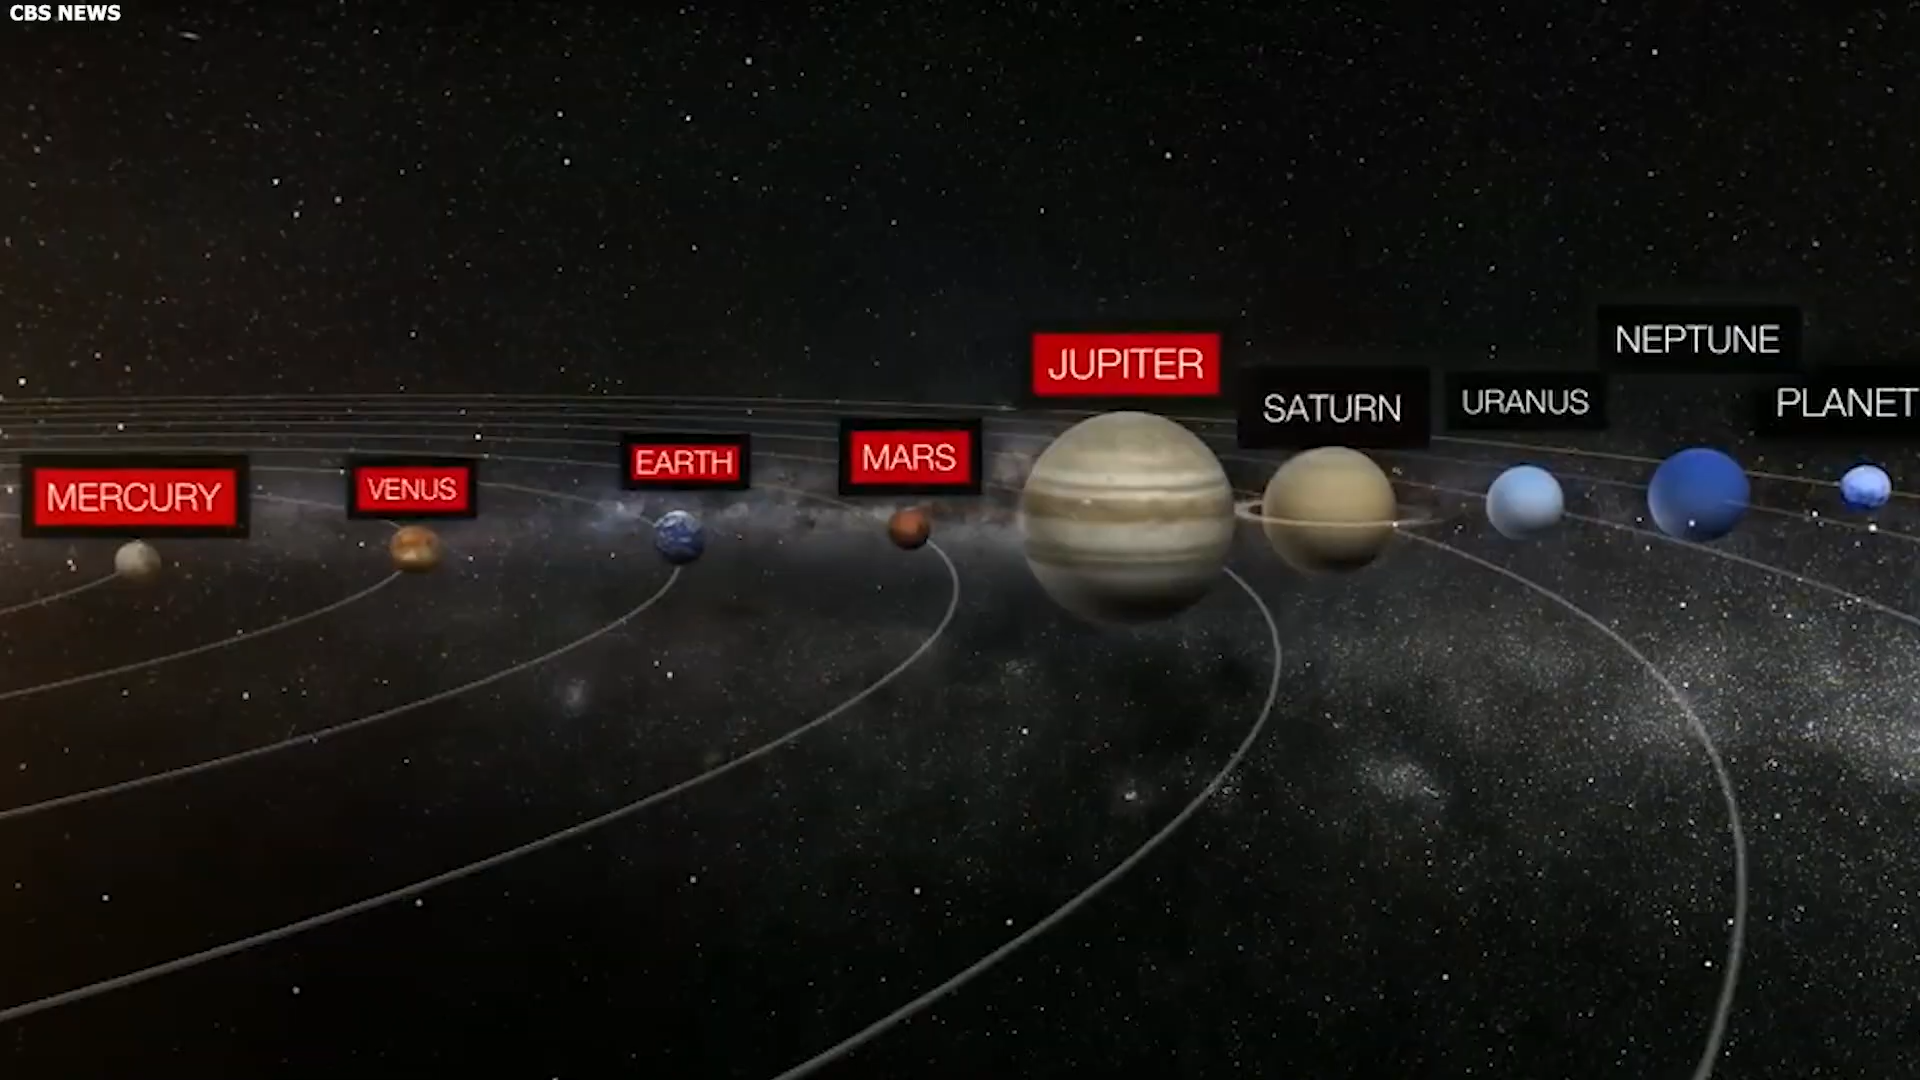 CBS NEWS
MERCURY
VENUS
EARTH
MARS
JUPITER
SATURN
URANUS
NEPTUNE
PLANET